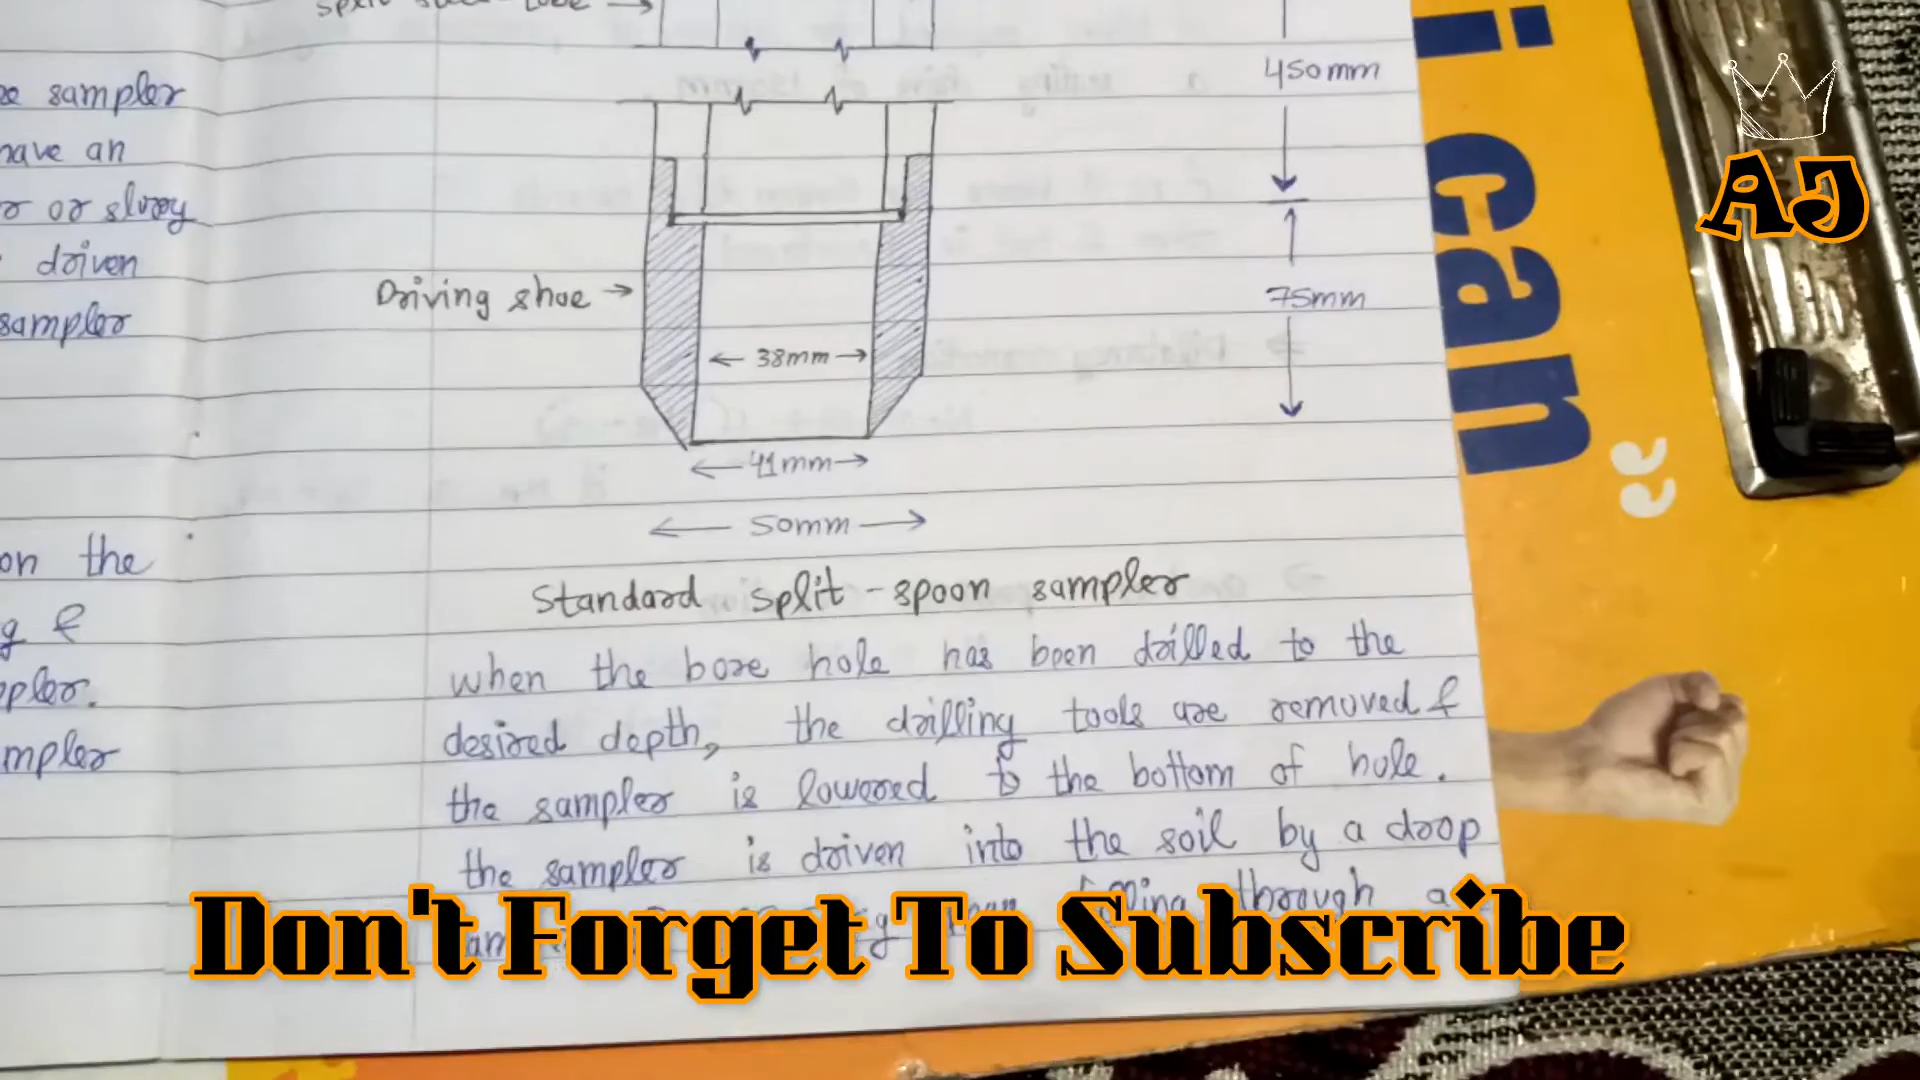 450mm
75mm
Driving shoe →
38mm
41mm
50mm
Standard split-spoon sampler
when the bore hole has been drilled to the
desired depth, the drilling tools are removed &
the sampler is lowered to the bottom of hole.
the sampler is driven into the soil by a drop
falling through a
sampler
have an
or slurry
driven
sampler
on the
&
i can
AJ
Don't Forget To Subscribe